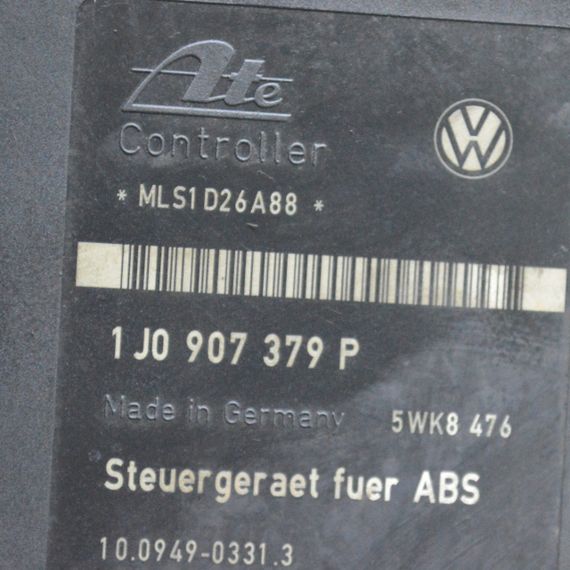 Ate
Controller
* MLS1D26A88 *
1J0 907 379 P
Made in Germany
5WK8 476
Steuergeraet fuer ABS
10.0949-0331.3